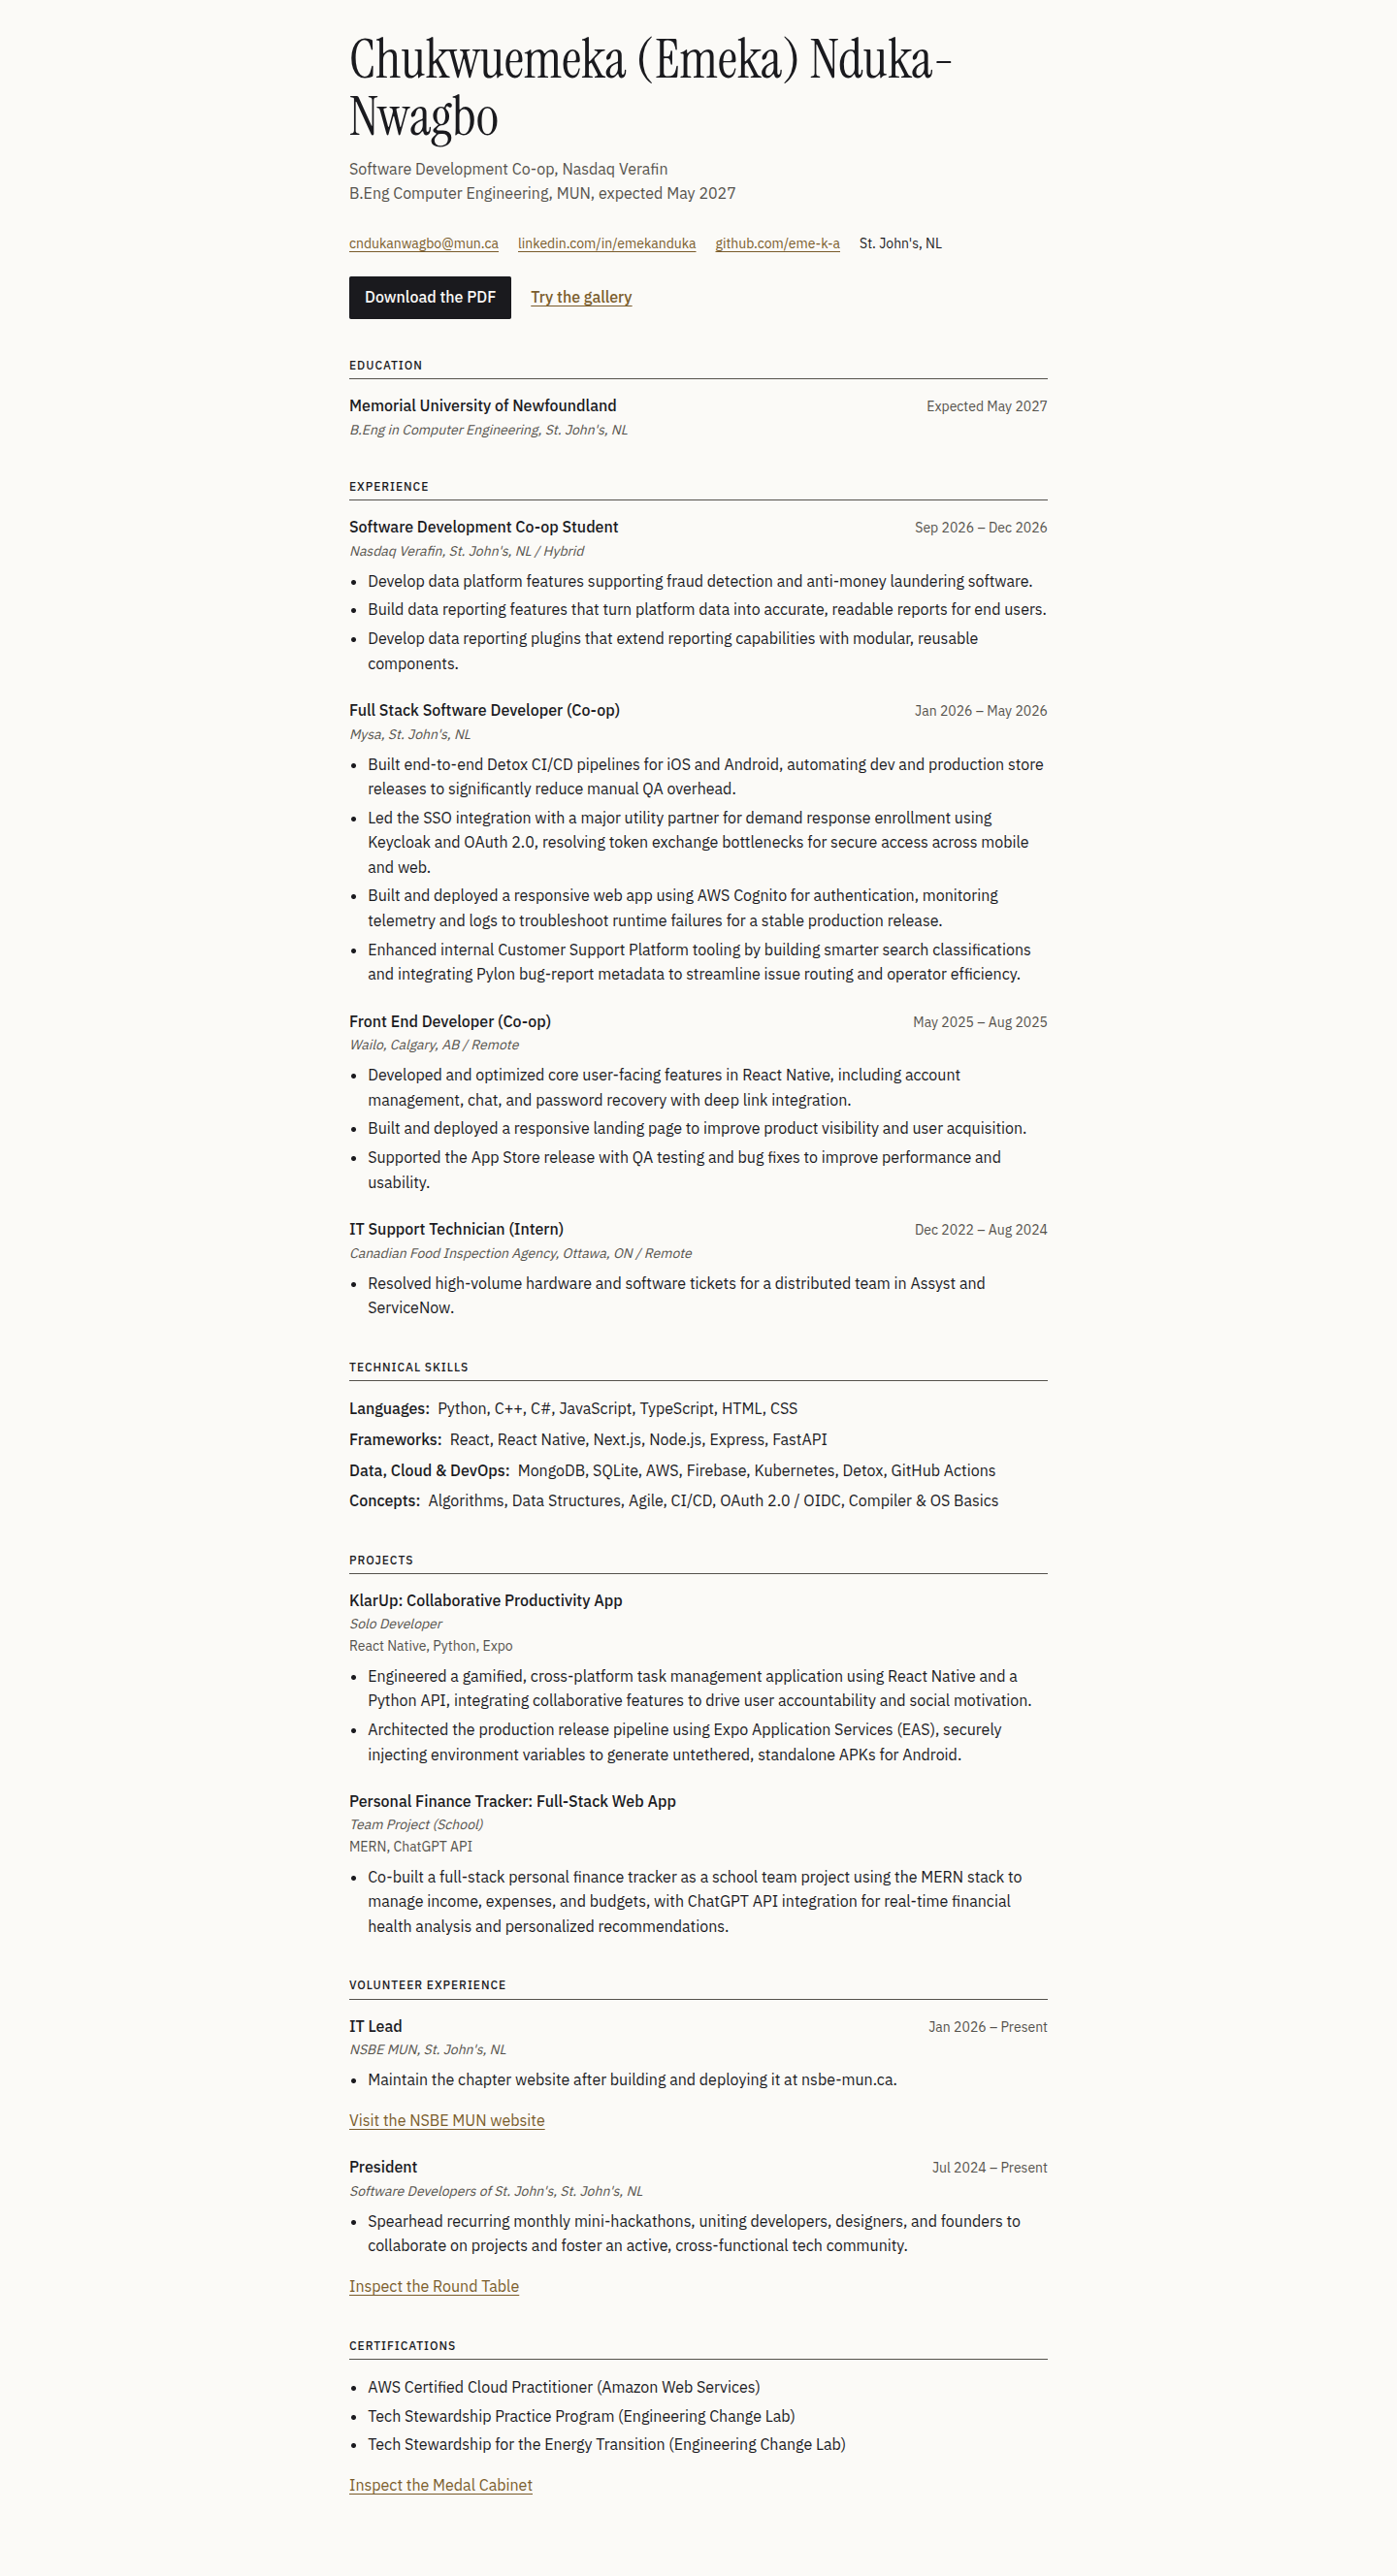 Chukwuemeka (Emeka) Nduka-
Nwagbo
Software Development Co-op, Nasdaq Verafin
B.Eng Computer Engineering, MUN, expected May 2027
cndukanwagbo@mun.ca linkedin.com/in/emekanduka github.com/eme-k-a St. John's, NL
Download the PDF Try the gallery
EDUCATION
Memorial University of Newfoundland Expected May 2027
B.Eng in Computer Engineering, St. John's, NL
EXPERIENCE
Software Development Co-op Student Sep 2026 – Dec 2026
Nasdaq Verafin, St. John's, NL / Hybrid
• Develop data platform features supporting fraud detection and anti-money laundering software.
• Build data reporting features that turn platform data into accurate, readable reports for end users.
• Develop data reporting plugins that extend reporting capabilities with modular, reusable
components.
Full Stack Software Developer (Co-op) Jan 2026 – May 2026
Mysa, St. John's, NL
• Built end-to-end Detox CI/CD pipelines for iOS and Android, automating dev and production store
releases to significantly reduce manual QA overhead.
• Led the SSO integration with a major utility partner for demand response enrollment using
Keycloak and OAuth 2.0, resolving token exchange bottlenecks for secure access across mobile
and web.
• Built and deployed a responsive web app using AWS Cognito for authentication, monitoring
telemetry and logs to troubleshoot runtime failures for a stable production release.
• Enhanced internal Customer Support Platform tooling by building smarter search classifications
and integrating Pylon bug-report metadata to streamline issue routing and operator efficiency.
Front End Developer (Co-op) May 2025 – Aug 2025
Wailo, Calgary, AB / Remote
• Developed and optimized core user-facing features in React Native, including account
management, chat, and password recovery with deep link integration.
• Built and deployed a responsive landing page to improve product visibility and user acquisition.
• Supported the App Store release with QA testing and bug fixes to improve performance and
usability.
IT Support Technician (Intern) Dec 2022 – Aug 2024
Canadian Food Inspection Agency, Ottawa, ON / Remote
• Resolved high-volume hardware and software tickets for a distributed team in Assyst and
ServiceNow.
TECHNICAL SKILLS
Languages: Python, C++, C#, JavaScript, TypeScript, HTML, CSS
Frameworks: React, React Native, Next.js, Node.js, Express, FastAPI
Data, Cloud & DevOps: MongoDB, SQLite, AWS, Firebase, Kubernetes, Detox, GitHub Actions
Concepts: Algorithms, Data Structures, Agile, CI/CD, OAuth 2.0 / OIDC, Compiler & OS Basics
PROJECTS
KlarUp: Collaborative Productivity App
Solo Developer
React Native, Python, Expo
• Engineered a gamified, cross-platform task management application using React Native and a
Python API, integrating collaborative features to drive user accountability and social motivation.
• Architected the production release pipeline using Expo Application Services (EAS), securely
injecting environment variables to generate untethered, standalone APKs for Android.
Personal Finance Tracker: Full-Stack Web App
Team Project (School)
MERN, ChatGPT API
• Co-built a full-stack personal finance tracker as a school team project using the MERN stack to
manage income, expenses, and budgets, with ChatGPT API integration for real-time financial
health analysis and personalized recommendations.
VOLUNTEER EXPERIENCE
IT Lead Jan 2026 – Present
NSBE MUN, St. John's, NL
• Maintain the chapter website after building and deploying it at nsbe-mun.ca.
Visit the NSBE MUN website
President Jul 2024 – Present
Software Developers of St. John's, St. John's, NL
• Spearhead recurring monthly mini-hackathons, uniting developers, designers, and founders to
collaborate on projects and foster an active, cross-functional tech community.
Inspect the Round Table
CERTIFICATIONS
• AWS Certified Cloud Practitioner (Amazon Web Services)
• Tech Stewardship Practice Program (Engineering Change Lab)
• Tech Stewardship for the Energy Transition (Engineering Change Lab)
Inspect the Medal Cabinet